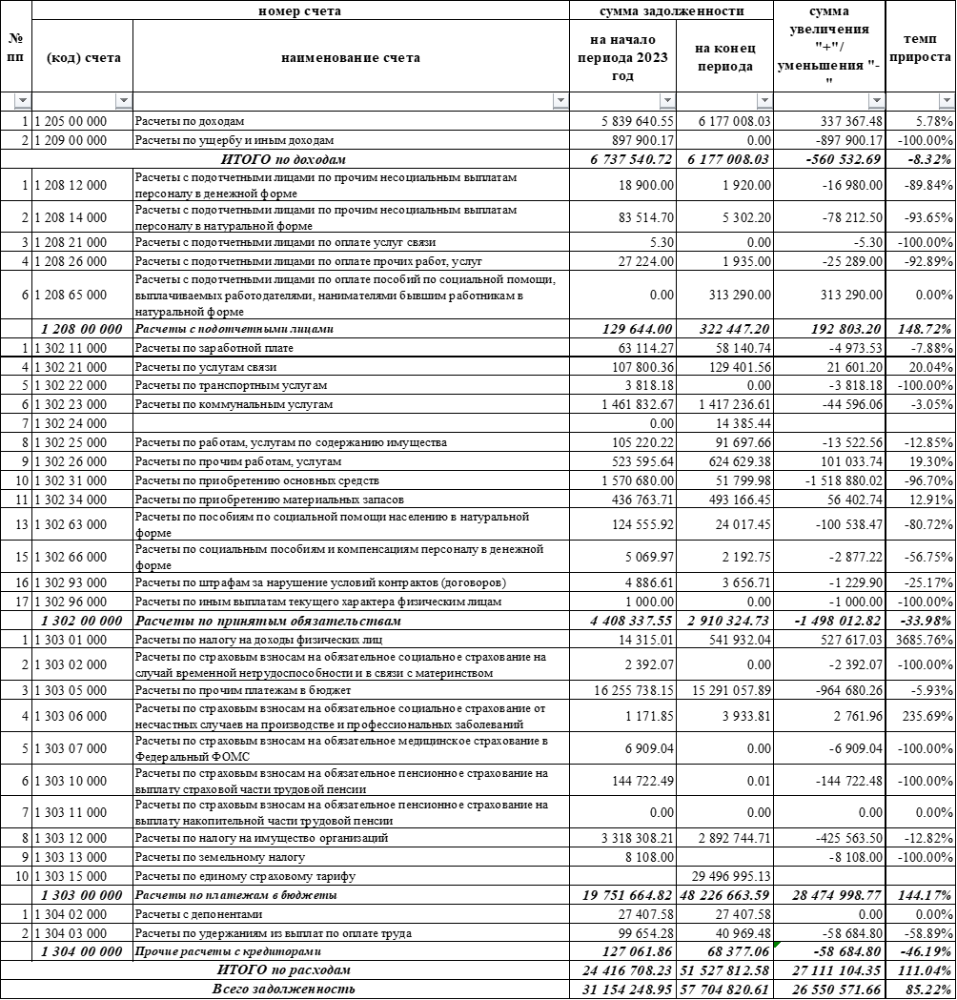 № пп номер счета сумма задолженности сумма увеличения "+"/ уменьшения "-" темп прироста
(код) счета наименование счета на начало периода 2023 год на конец периода
1 1 205 00 000 Расчеты по доходам 5 839 640.55 6 177 008.03 337 367.48 5.78%
2 1 209 00 000 Расчеты по ущербу и иным доходам 897 900.17 0.00 -897 900.17 -100.00%
ИТОГО по доходам 6 737 540.72 6 177 008.03 -560 532.69 -8.32%
1 1 208 12 000 Расчеты с подотчетными лицами по прочим несоциальным выплатам
персоналу в денежной форме 18 900.00 1 920.00 -16 980.00 -89.84%
2 1 208 14 000 Расчеты с подотчетными лицами по прочим несоциальным выплатам
персоналу в натуральной форме 83 514.70 5 302.20 -78 212.50 -93.65%
3 1 208 21 000 Расчеты с подотчетными лицами по оплате услуг связи 5.30 0.00 -5.30 -100.00%
4 1 208 26 000 Расчеты с подотчетными лицами по оплате прочих работ, услуг 27 224.00 1 935.00 -25 289.00 -92.89%
6 1 208 65 000 Расчеты с подотчетными лицами по оплате пособий по социальной помощи,
выплачиваемых работодателями, нанимателями бывшим работникам в
натуральной форме 0.00 313 290.00 313 290.00 0.00%
1 208 00 000 Расчеты с подотчетными лицами 129 644.00 322 447.20 192 803.20 148.72%
1 1 302 11 000 Расчеты по заработной плате 63 114.27 58 140.74 -4 973.53 -7.88%
4 1 302 21 000 Расчеты по услугам связи 107 800.36 129 401.56 21 601.20 20.04%
5 1 302 22 000 Расчеты по транспортным услугам 3 818.18 0.00 -3 818.18 -100.00%
6 1 302 23 000 Расчеты по коммунальным услугам 1 461 832.67 1 417 236.61 -44 596.06 -3.05%
7 1 302 24 000 0.00 14 385.44
8 1 302 25 000 Расчеты по работам, услугам по содержанию имущества 105 220.22 91 697.66 -13 522.56 -12.85%
9 1 302 26 000 Расчеты по прочим работам, услугам 523 595.64 624 629.38 101 033.74 19.30%
10 1 302 31 000 Расчеты по приобретению основных средств 1 570 680.00 51 799.98 -1 518 880.02 -96.70%
11 1 302 34 000 Расчеты по приобретению материальных запасов 436 763.71 493 166.45 56 402.74 12.91%
13 1 302 63 000 Расчеты по пособиям по социальной помощи населению в натуральной
форме 124 555.92 24 017.45 -100 538.47 -80.72%
15 1 302 66 000 Расчеты по социальным пособиям и компенсациям персоналу в денежной
форме 5 069.97 2 192.75 -2 877.22 -56.75%
16 1 302 93 000 Расчеты по штрафам за нарушение условий контрактов (договоров) 4 886.61 3 656.71 -1 229.90 -25.17%
17 1 302 96 000 Расчеты по иным выплатам текущего характера физическим лицам 1 000.00 0.00 -1 000.00 -100.00%
1 302 00 000 Расчеты по принятым обязательствам 4 408 337.55 2 910 324.73 -1 498 012.82 -33.98%
1 1 303 01 000 Расчеты по налогу на доходы физических лиц 14 315.01 541 932.04 527 617.03 3685.76%
2 1 303 02 000 Расчеты по страховым взносам на обязательное социальное страхование на
случай временной нетрудоспособности и в связи с материнством 2 392.07 0.00 -2 392.07 -100.00%
3 1 303 05 000 Расчеты по прочим платежам в бюджет 16 255 738.15 15 291 057.89 -964 680.26 -5.93%
4 1 303 06 000 Расчеты по страховым взносам на обязательное социальное страхование от
несчастных случаев на производстве и профессиональных заболеваний 1 171.85 3 933.81 2 761.96 235.69%
5 1 303 07 000 Расчеты по страховым взносам на обязательное медицинское страхование в
Федеральный ФОМС 6 909.04 0.00 -6 909.04 -100.00%
6 1 303 10 000 Расчеты по страховым взносам на обязательное пенсионное страхование на
выплату страховой части трудовой пенсии 144 722.49 0.01 -144 722.48 -100.00%
7 1 303 11 000 Расчеты по страховым взносам на обязательное пенсионное страхование на
выплату накопительной части трудовой пенсии 0.00 0.00 0.00 0.00%
8 1 303 12 000 Расчеты по налогу на имущество организаций 3 318 308.21 2 892 744.71 -425 563.50 -12.82%
9 1 303 13 000 Расчеты по земельному налогу 8 108.00 -8 108.00 -100.00%
10 1 303 15 000 Расчеты по единому страховому тарифу 29 496 995.13
1 303 00 000 Расчеты по платежам в бюджеты 19 751 664.82 48 226 663.59 28 474 998.77 144.17%
1 1 304 02 000 Расчеты с депонентами 27 407.58 27 407.58 0.00 0.00%
2 1 304 03 000 Расчеты по удержаниям из выплат по оплате труда 99 654.28 40 969.48 -58 684.80 -58.89%
1 304 00 000 Прочие расчеты с кредиторами 127 061.86 68 377.06 -58 684.80 -46.19%
ИТОГО по расходам 24 416 708.23 51 527 812.58 27 111 104.35 111.04%
Всего задолженность 31 154 248.95 57 704 820.61 26 550 571.66 85.22%